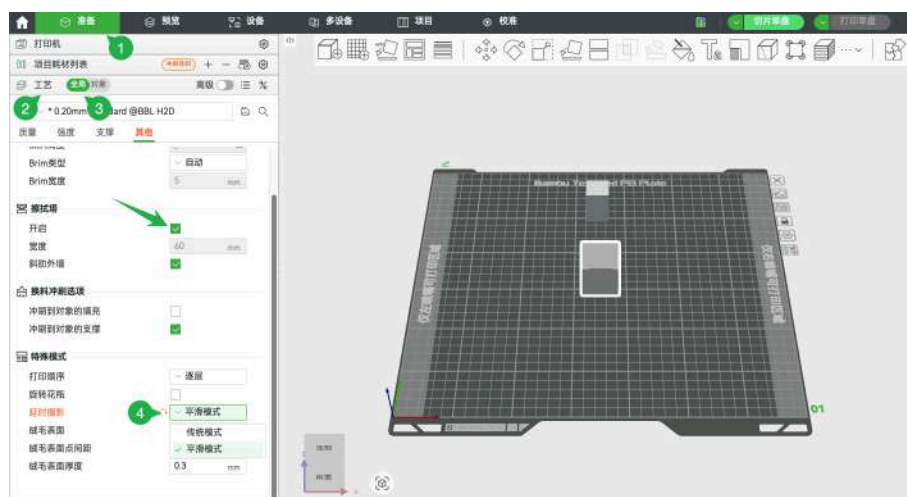 准备 预览 设备 多设备 项目 校准 切片单盘 打印单盘
1
打印机
项目耗材列表
工艺 全局 对象 高级
2 3
* 0.20mm ard @BBL H2D
质量 强度 支撑 其他
Brim类型 自动
Brim宽度 5 mm
擦拭塔
开启
宽度 60 mm
斜肋外墙
换料冲刷选项
冲刷到对象的填充
冲刷到对象的支撑
特殊模式
打印顺序 逐层
旋转花瓶
延时摄影 4 平滑模式
绒毛表面 传统模式
绒毛表面点间距 平滑模式
绒毛表面厚度 0.3 mm
01